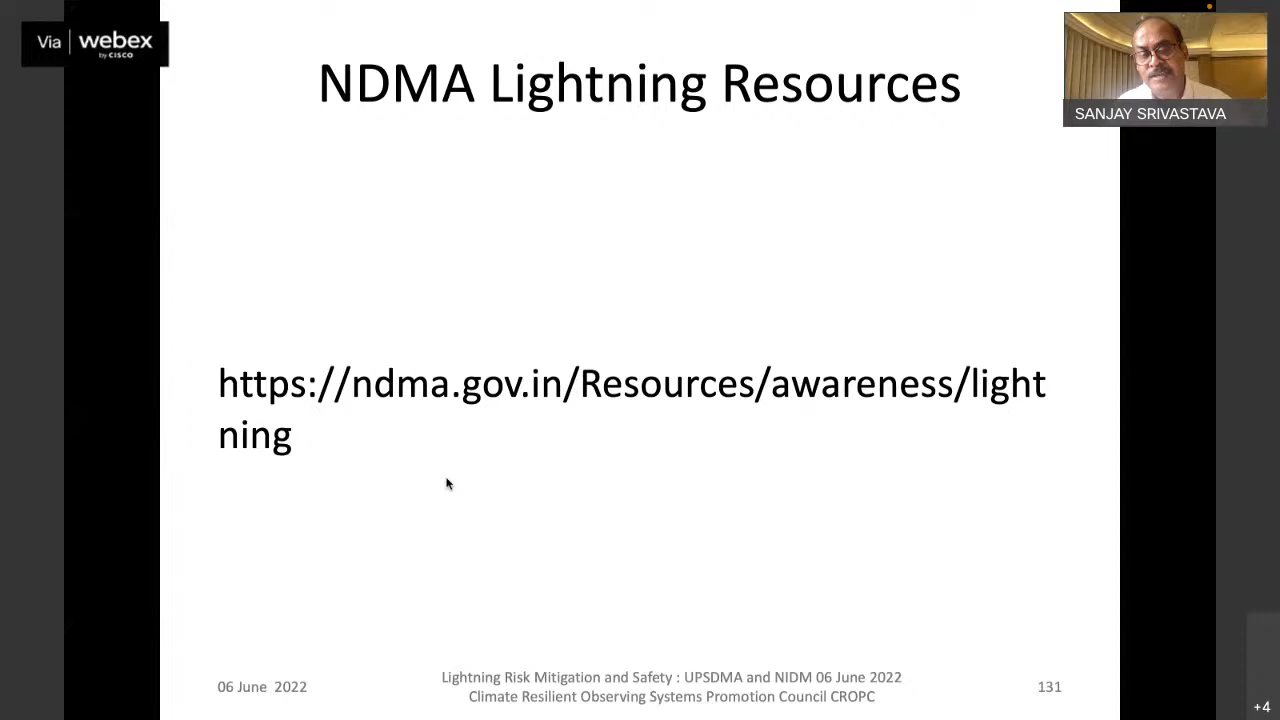 Via webex
by CISCO
NDMA Lightning Resources
SANJAY SRIVASTAVA
https://ndma.gov.in/Resources/awareness/light
ning
06 June 2022
Lightning Risk Mitigation and Safety : UPSDMA and NIDM 06 June 2022
Climate Resilient Observing Systems Promotion Council CROPC
131
+4